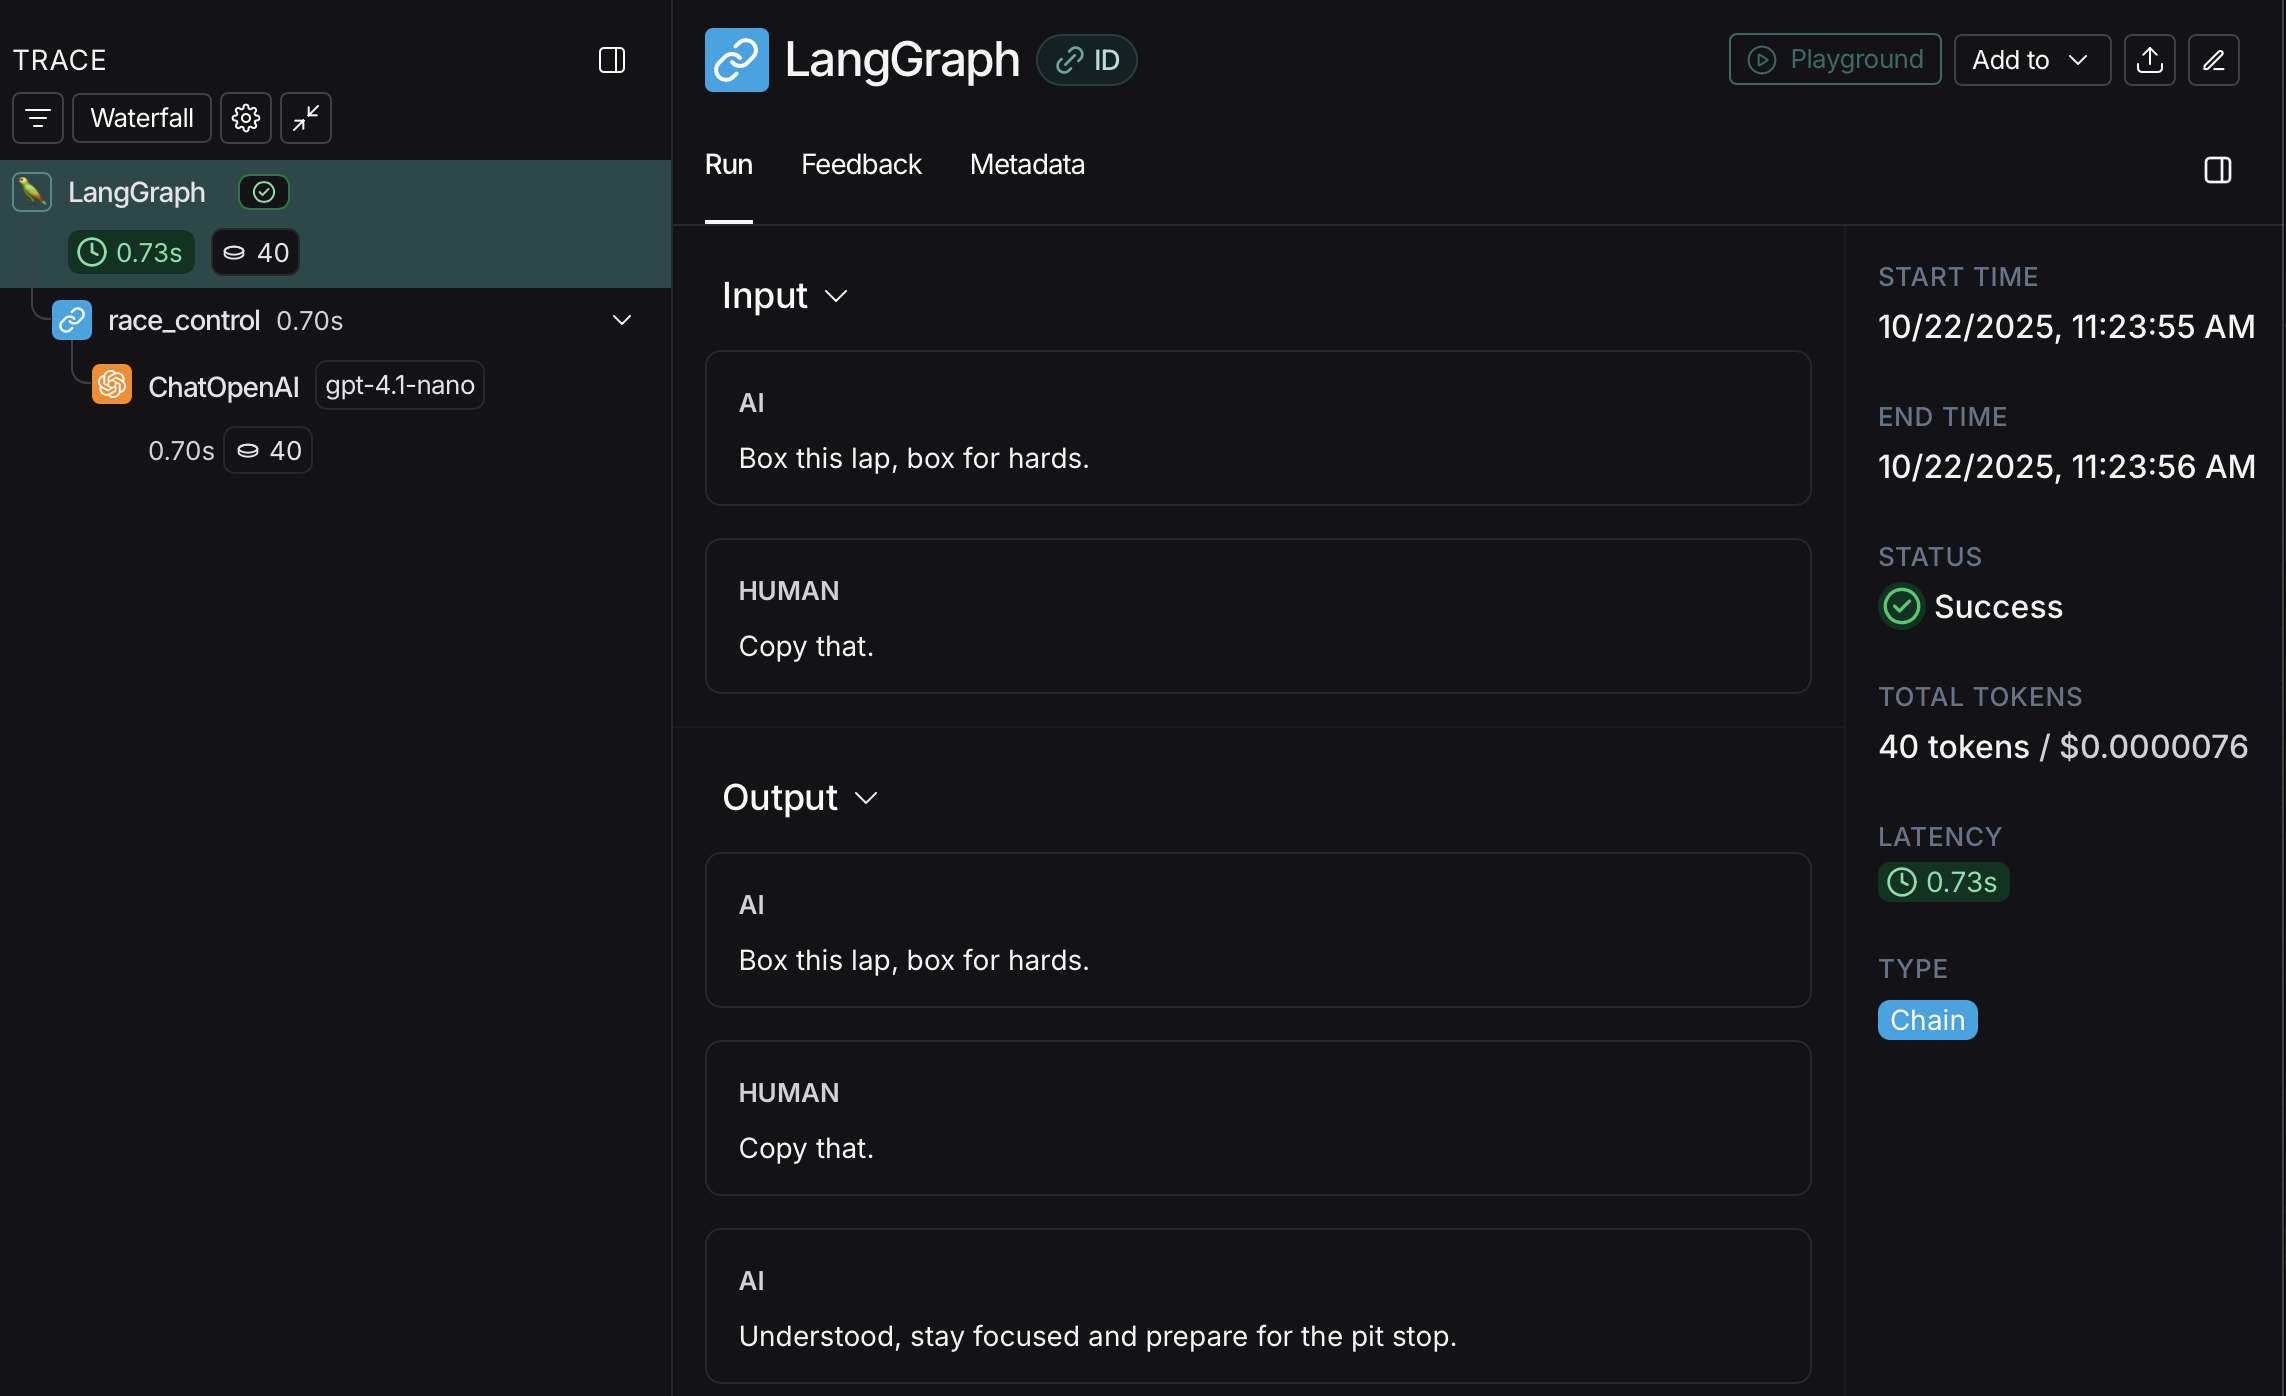 TRACE
Waterfall
LangGraph
0.73s 40
race_control 0.70s
ChatOpenAI gpt-4.1-nano
0.70s 40
LangGraph ID
Playground Add to
Run Feedback Metadata
Input
AI
Box this lap, box for hards.
HUMAN
Copy that.
Output
AI
Box this lap, box for hards.
HUMAN
Copy that.
AI
Understood, stay focused and prepare for the pit stop.
START TIME
10/22/2025, 11:23:55 AM
END TIME
10/22/2025, 11:23:56 AM
STATUS
Success
TOTAL TOKENS
40 tokens / $0.0000076
LATENCY
0.73s
TYPE
Chain